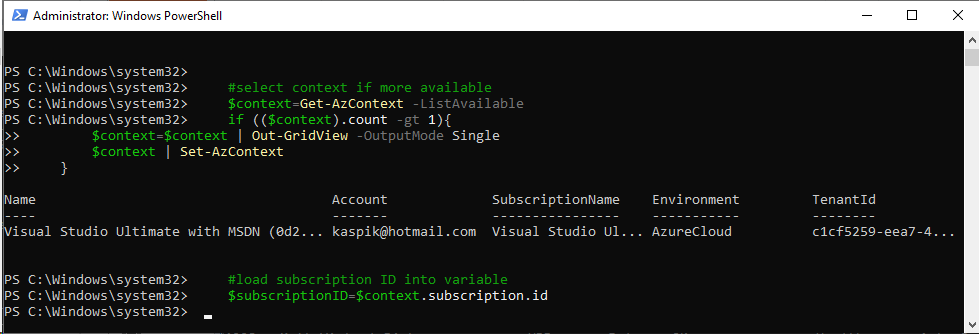 Administrator: Windows PowerShell
PS C:\Windows\system32>
PS C:\Windows\system32>     #select context if more available
PS C:\Windows\system32>     $context=Get-AzContext -ListAvailable
PS C:\Windows\system32>     if (($context).count -gt 1){
>>         $context=$context | Out-GridView -OutputMode Single
>>         $context | Set-AzContext
>>     }
Name                                     Account             SubscriptionName    Environment         TenantId
----                                     -------             ----------------    -----------         --------
Visual Studio Ultimate with MSDN (0d2... kaspik@hotmail.com  Visual Studio Ul... AzureCloud          c1cf5259-eea7-4...
PS C:\Windows\system32>     #load subscription ID into variable
PS C:\Windows\system32>     $subscriptionID=$context.subscription.id
PS C:\Windows\system32>